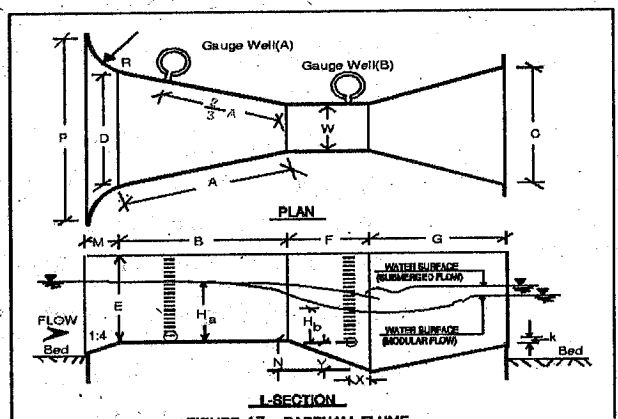 Gauge Well(A)
Gauge Well(B)
R
P
D
2/3 A
W
O
A
PLAN
M
B
F
G
WATER SURFACE
(SUBMERGED FLOW)
E
Ha
Hb
FLOW
1:4
WATER SURFACE
(MODULAR FLOW)
k
Bed
Bed
N
Y
X
L-SECTION